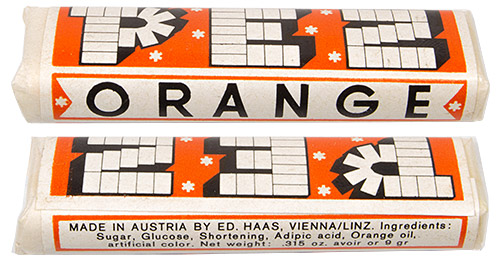 PEZ
ORANGE
PEZ
MADE IN AUSTRIA BY ED. HAAS, VIENNA/LINZ. Ingredients:
Sugar, Glucose, Shortening, Adipic acid, Orange oil,
artificial color. Net weight: .315 oz. avoir or 9 gr